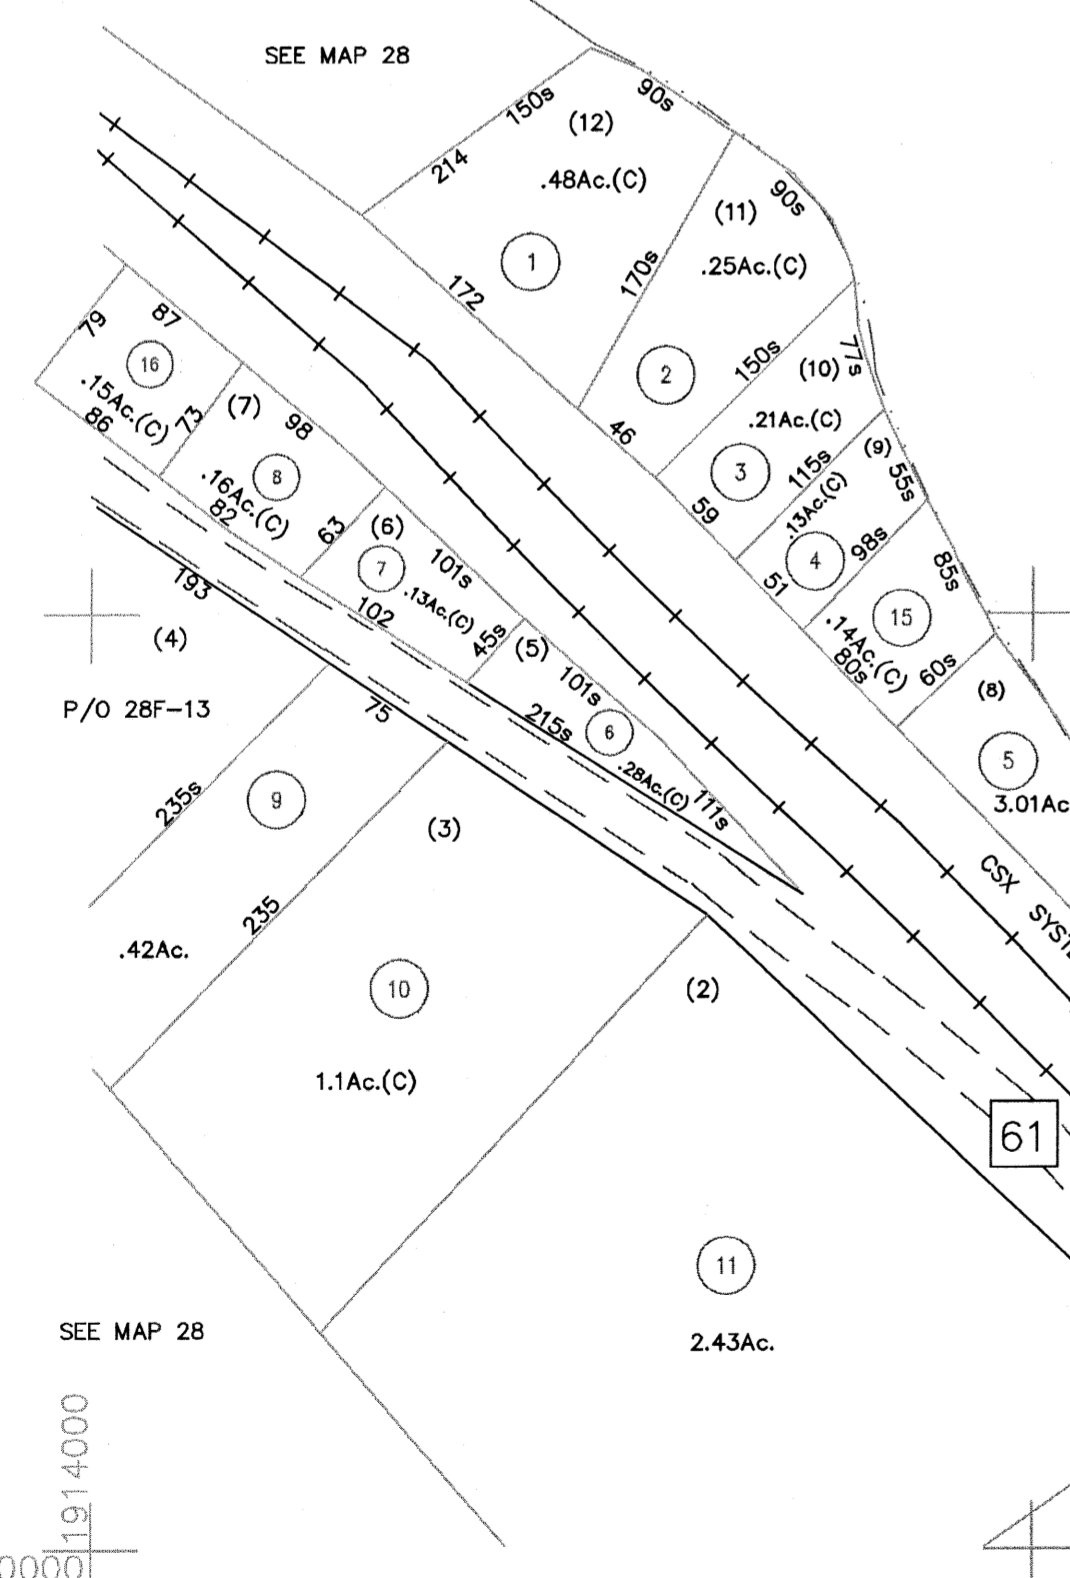 SEE MAP 28
150s
90s
(12)
214
.48Ac.(C)
90s
(11)
1
170s
.25Ac.(C)
172
87
79
16
.15Ac.(C)
86
73
(7)
98
2
150s
77s
(10)
.21Ac.(C)
46
8
.16Ac.(C)
82
63
(6)
3
115s
(9)
55s
59
.13Ac.(C)
7
101s
.13Ac.(C)
102
45s
4
98s
85s
51
193
(4)
(5)
15
.14Ac.(C)
80s
60s
(8)
P/O 28F-13
75
101s
215s
6
.28Ac.(C)
111s
5
3.01Ac
235s
9
(3)
CSX SYST
235
.42Ac.
10
(2)
1.1Ac.(C)
61
11
SEE MAP 28
2.43Ac.
1914000
0000